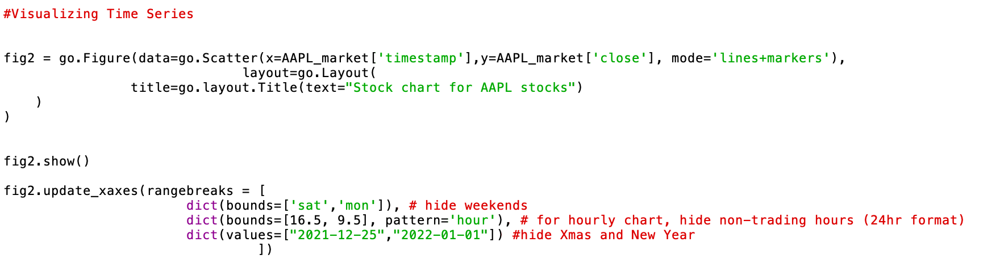 #Visualizing Time Series
fig2 = go.Figure(data=go.Scatter(x=AAPL_market['timestamp'],y=AAPL_market['close'], mode='lines+markers'),
layout=go.Layout(
title=go.layout.Title(text="Stock chart for AAPL stocks")
)
)
fig2.show()
fig2.update_xaxes(rangebreaks = [
dict(bounds=['sat','mon']), # hide weekends
dict(bounds=[16.5, 9.5], pattern='hour'), # for hourly chart, hide non-trading hours (24hr format)
dict(values=["2021-12-25","2022-01-01"]) #hide Xmas and New Year
])